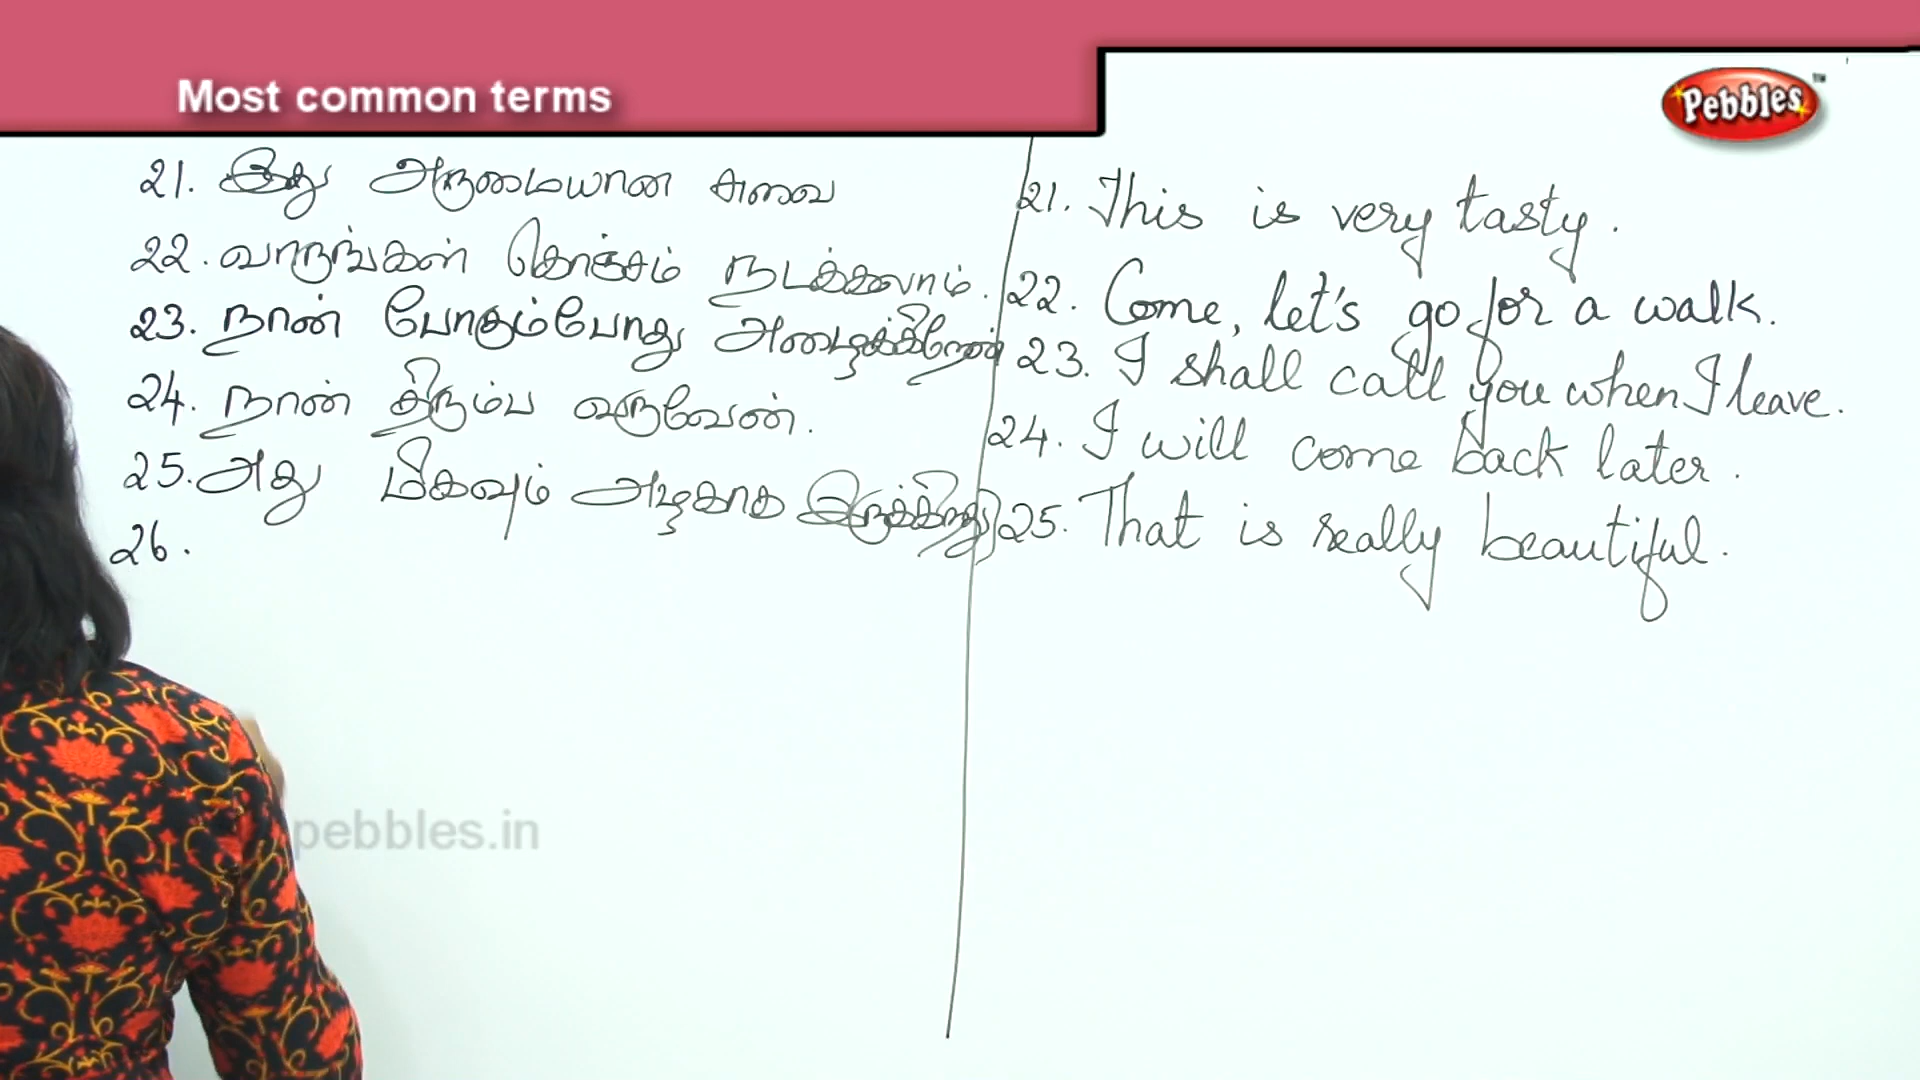 Most common terms
Pebbles
TM
21. இது அருமையான சுவை
22. வாருங்கள் கொஞ்சம் நடக்கலாம்.
23. நான் போகும்போது அழைக்கிறேன்
24. நான் திரும்ப வருவேன்.
25. அது மிகவும் அழகாக இருக்கிறது
26.
21. This is very tasty.
22. Come, let's go for a walk.
23. I shall call you when I leave.
24. I will come back later.
25. That is really beautiful.
pebbles.in